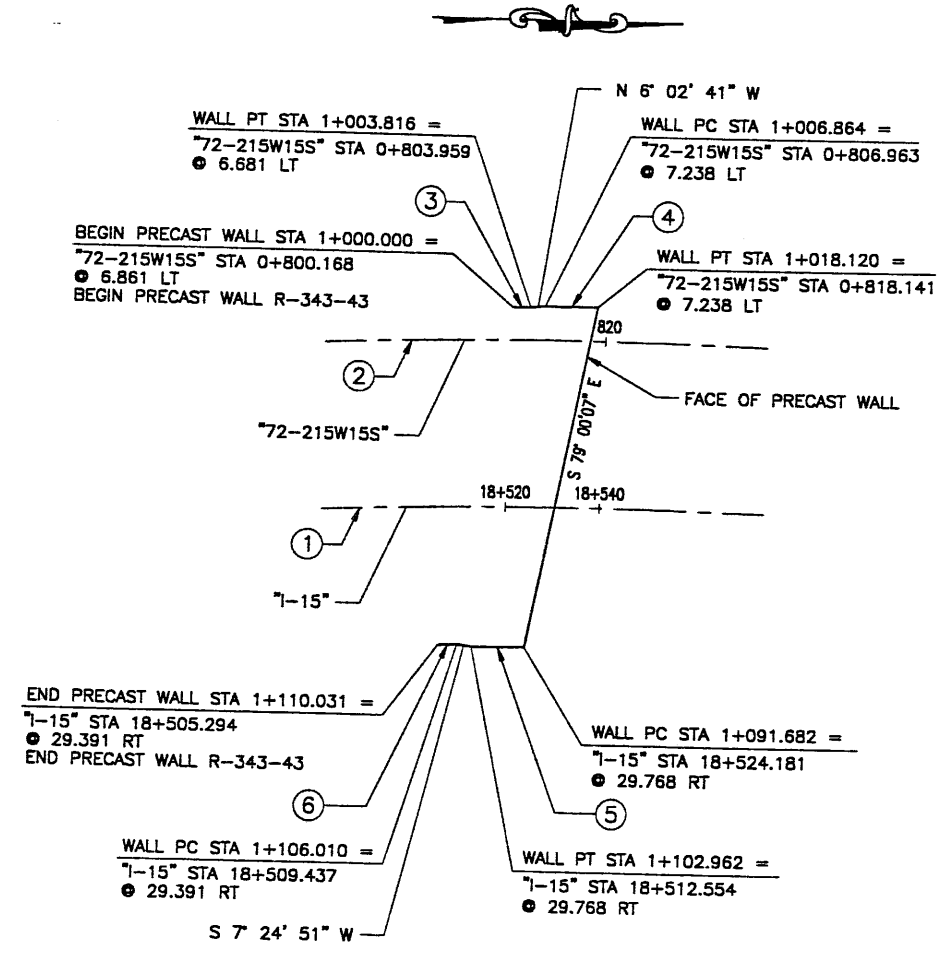 N 6° 02' 41" W
WALL PT STA 1+003.816 =
"72-215W15S" STA 0+803.959
@ 6.681 LT
WALL PC STA 1+006.864 =
"72-215W15S" STA 0+806.963
@ 7.238 LT
3
4
BEGIN PRECAST WALL STA 1+000.000 =
"72-215W15S" STA 0+800.168
@ 6.861 LT
BEGIN PRECAST WALL R-343-43
WALL PT STA 1+018.120 =
"72-215W15S" STA 0+818.141
@ 7.238 LT
820
2
FACE OF PRECAST WALL
"72-215W15S"
S 79° 00'07" E
18+520
18+540
1
"I-15"
END PRECAST WALL STA 1+110.031 =
"I-15" STA 18+505.294
@ 29.391 RT
END PRECAST WALL R-343-43
WALL PC STA 1+091.682 =
"I-15" STA 18+524.181
@ 29.768 RT
6
5
WALL PC STA 1+106.010 =
"I-15" STA 18+509.437
@ 29.391 RT
WALL PT STA 1+102.962 =
"I-15" STA 18+512.554
@ 29.768 RT
S 7° 24' 51" W